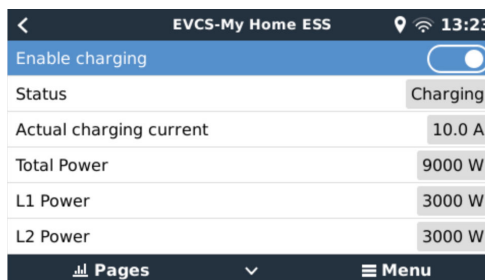 EVCS-My Home ESS 13:23
Enable charging
Status Charging
Actual charging current 10.0 A
Total Power 9000 W
L1 Power 3000 W
L2 Power 3000 W
Pages Menu